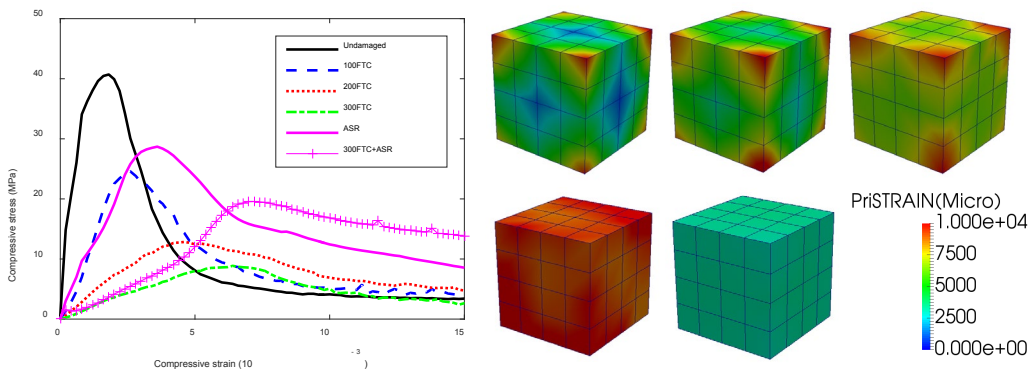 50
40
30
20
10
0
Compressive stress (MPa)
Undamaged
100FTC
200FTC
300FTC
ASR
300FTC+ASR
0 5 10 15
Compressive strain (10 - 3 )
PriSTRAIN(Micro)
1.000e+04
7500
5000
2500
0.000e+00